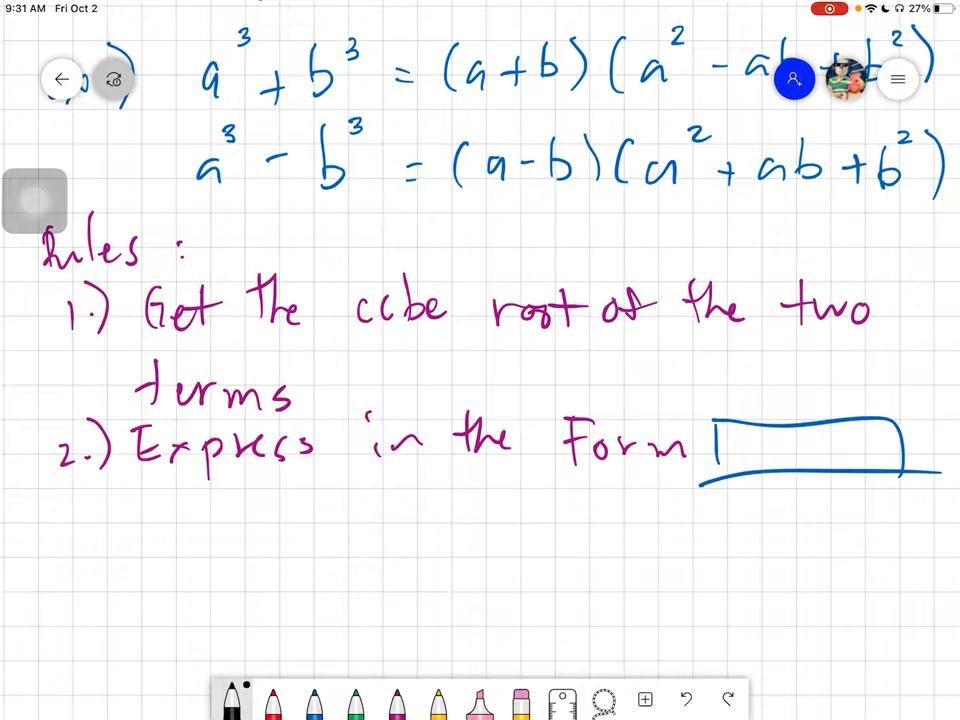 9:31 AM Fri Oct 2 27%
a³ + b³ = (a+b)(a² - ab + b²)
a³ - b³ = (a-b)(a² + ab + b²)
Rules :
1.) Get the cube root of the two
terms
2.) Express in the Form